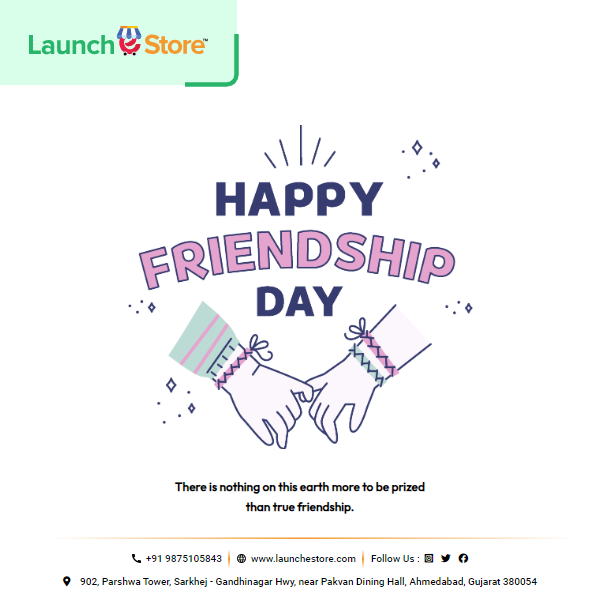 Launch e Store™
HAPPY
FRIENDSHIP
DAY
There is nothing on this earth more to be prized
than true friendship.
+91 9875105843 www.launchestore.com Follow Us :
902, Parshwa Tower, Sarkhej - Gandhinagar Hwy, near Pakvan Dining Hall, Ahmedabad, Gujarat 380054